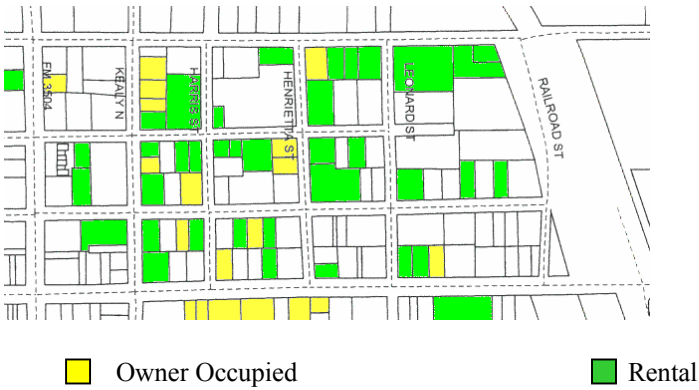 FM 3504
KEALY N
HARRIS ST
HENRIETTA ST
LEONARD ST
RAILROAD ST
Owner Occupied
Rental